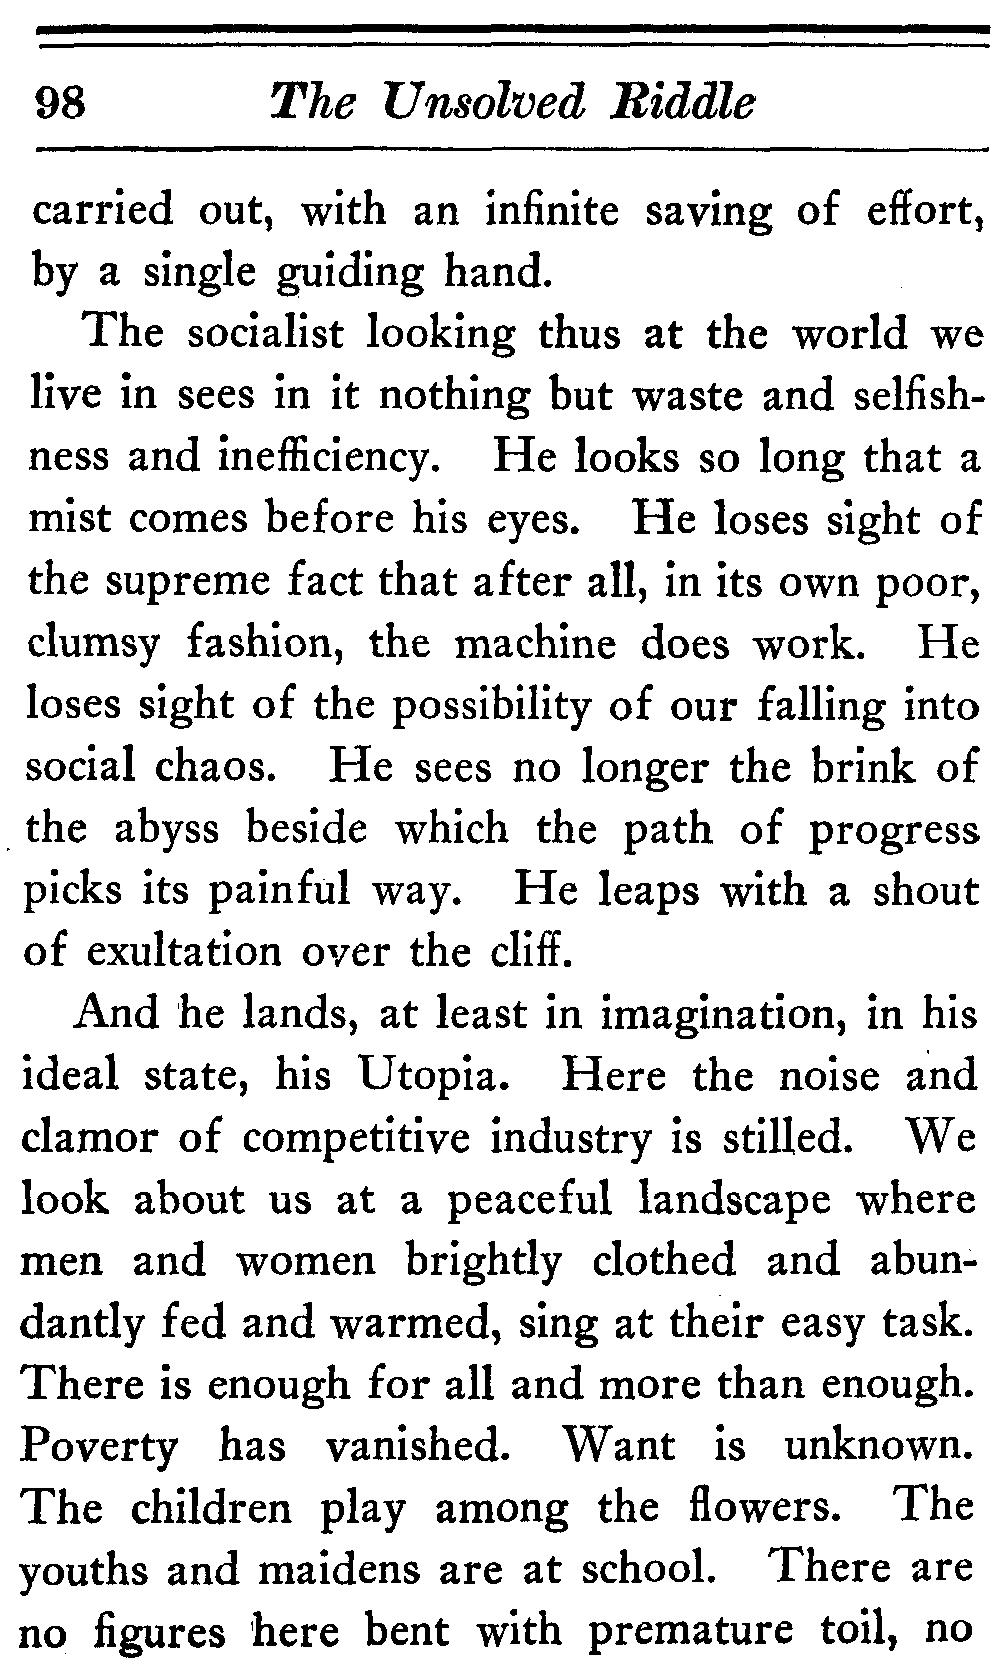 98 The Unsolved Riddle
carried out, with an infinite saving of effort,
by a single guiding hand.
The socialist looking thus at the world we
live in sees in it nothing but waste and selfish-
ness and inefficiency. He looks so long that a
mist comes before his eyes. He loses sight of
the supreme fact that after all, in its own poor,
clumsy fashion, the machine does work. He
loses sight of the possibility of our falling into
social chaos. He sees no longer the brink of
the abyss beside which the path of progress
picks its painful way. He leaps with a shout
of exultation over the cliff.
And he lands, at least in imagination, in his
ideal state, his Utopia. Here the noise and
clamor of competitive industry is stilled. We
look about us at a peaceful landscape where
men and women brightly clothed and abun-
dantly fed and warmed, sing at their easy task.
There is enough for all and more than enough.
Poverty has vanished. Want is unknown.
The children play among the flowers. The
youths and maidens are at school. There are
no figures here bent with premature toil, no